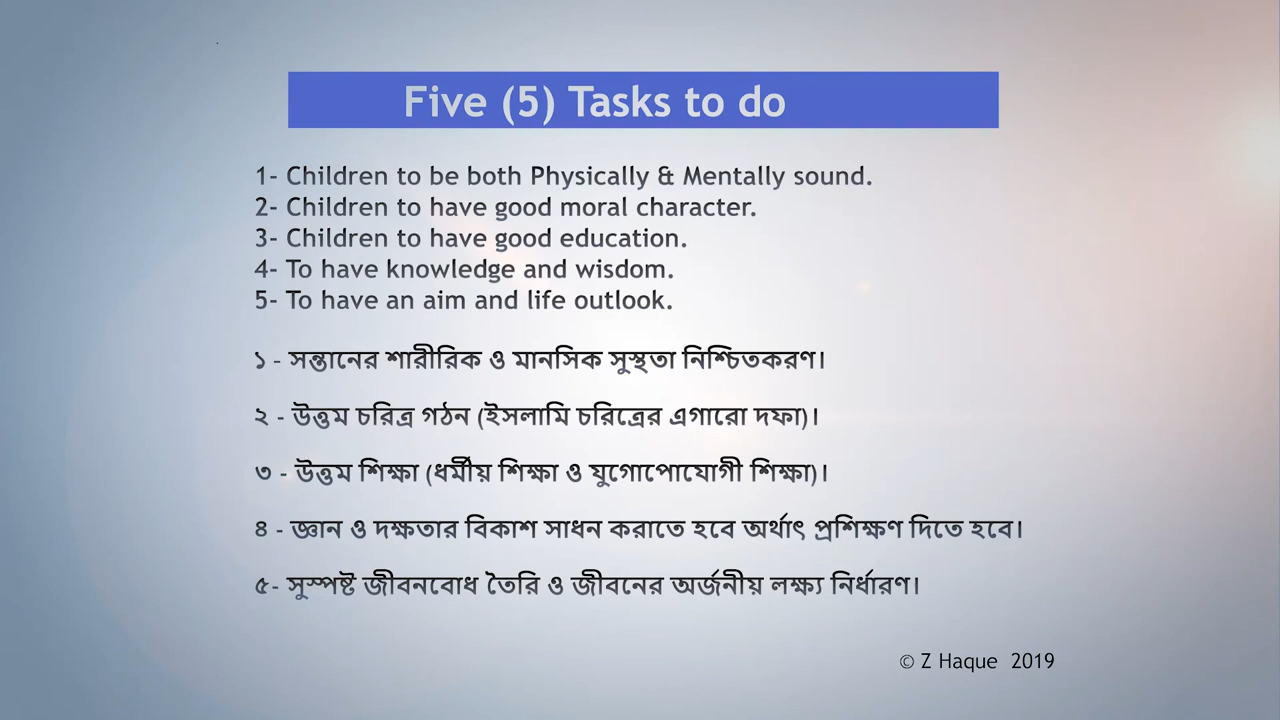 Five (5) Tasks to do
1- Children to be both Physically & Mentally sound.
2- Children to have good moral character.
3- Children to have good education.
4- To have knowledge and wisdom.
5- To have an aim and life outlook.
১ - সন্তানের শারীরিক ও মানসিক সুস্থতা নিশ্চিতকরণ।
২ - উত্তম চরিত্র গঠন (ইসলামি চরিত্রের এগারো দফা)।
৩ - উত্তম শিক্ষা (ধর্মীয় শিক্ষা ও যুগোপোযোগী শিক্ষা)।
৪ - জ্ঞান ও দক্ষতার বিকাশ সাধন করাতে হবে অর্থাৎ প্রশিক্ষণ দিতে হবে।
৫- সুস্পষ্ট জীবনবোধ তৈরি ও জীবনের অর্জনীয় লক্ষ্য নির্ধারণ।
© Z Haque 2019